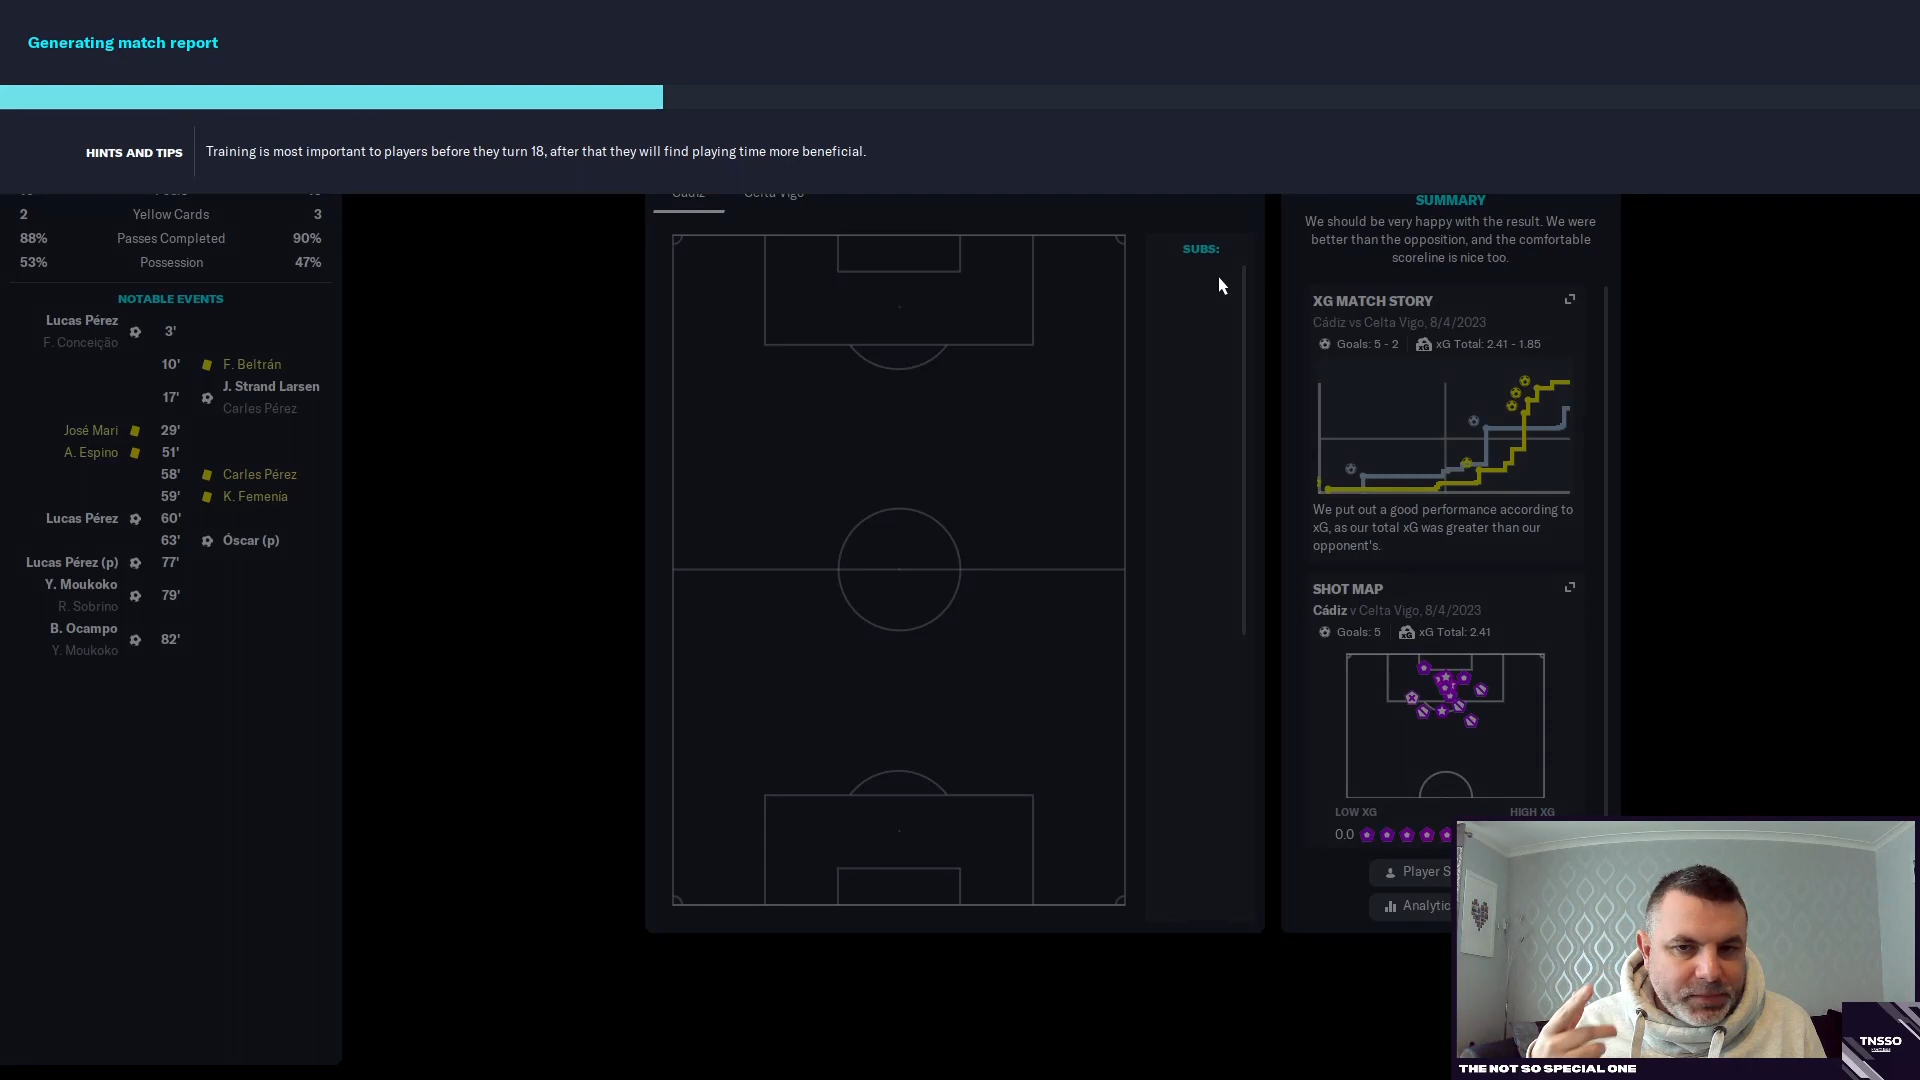 Generating match report
HINTS AND TIPS
Training is most important to players before they turn 18, after that they will find playing time more beneficial.
2 Yellow Cards 3
88% Passes Completed 90%
53% Possession 47%
NOTABLE EVENTS
Lucas Pérez
F. Conceição
3'
10' F. Beltrán
17'
J. Strand Larsen
Carles Pérez
José Mari 29'
A. Espino 51'
58' Carles Pérez
59' K. Femenía
Lucas Pérez 60'
63' Óscar (p)
Lucas Pérez (p) 77'
Y. Moukoko
R. Sobrino
79'
B. Ocampo
Y. Moukoko
82'
Cádiz Celta Vigo
SUBS:
SUMMARY
We should be very happy with the result. We were
better than the opposition, and the comfortable
scoreline is nice too.
XG MATCH STORY
Cádiz vs Celta Vigo, 8/4/2023
Goals: 5 - 2 xG xG Total: 2.41 - 1.85
We put out a good performance according to
xG, as our total xG was greater than our
opponent's.
SHOT MAP
Cádiz v Celta Vigo, 8/4/2023
Goals: 5 xG xG Total: 2.41
LOW XG HIGH XG
0.0
Player S
Analytic
TNSSO
THE NOT SO SPECIAL ONE